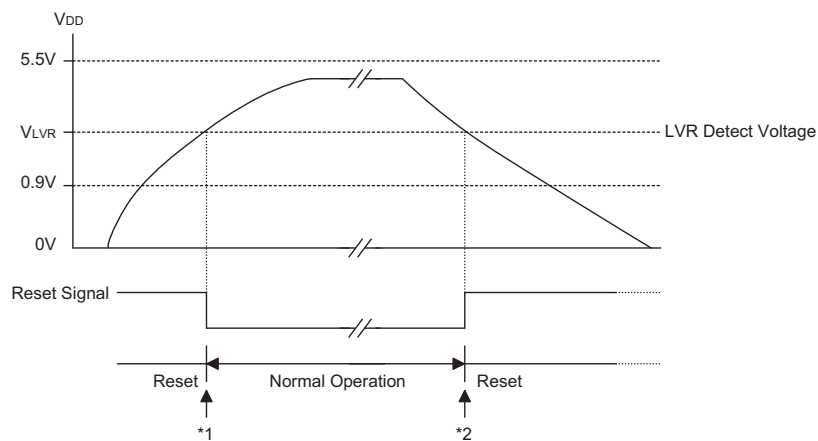 VDD
5.5V
VLVR
LVR Detect Voltage
0.9V
0V
Reset Signal
Reset
Normal Operation
Reset
*1
*2